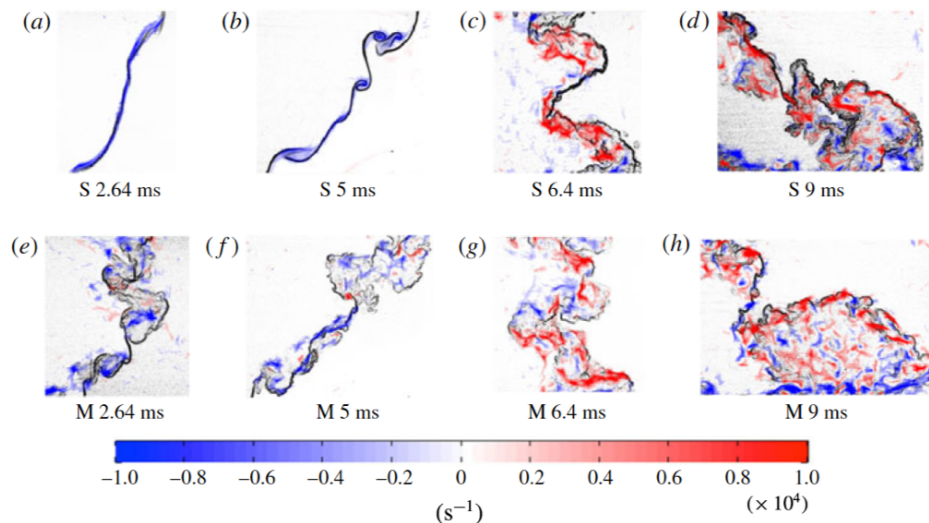 (a) (b) (c) (d)
S 2.64 ms S 5 ms S 6.4 ms S 9 ms
(e) (f) (g) (h)
M 2.64 ms M 5 ms M 6.4 ms M 9 ms
–1.0 –0.8 –0.6 –0.4 –0.2 0 0.2 0.4 0.6 0.8 1.0
(s⁻¹) (× 10⁴)